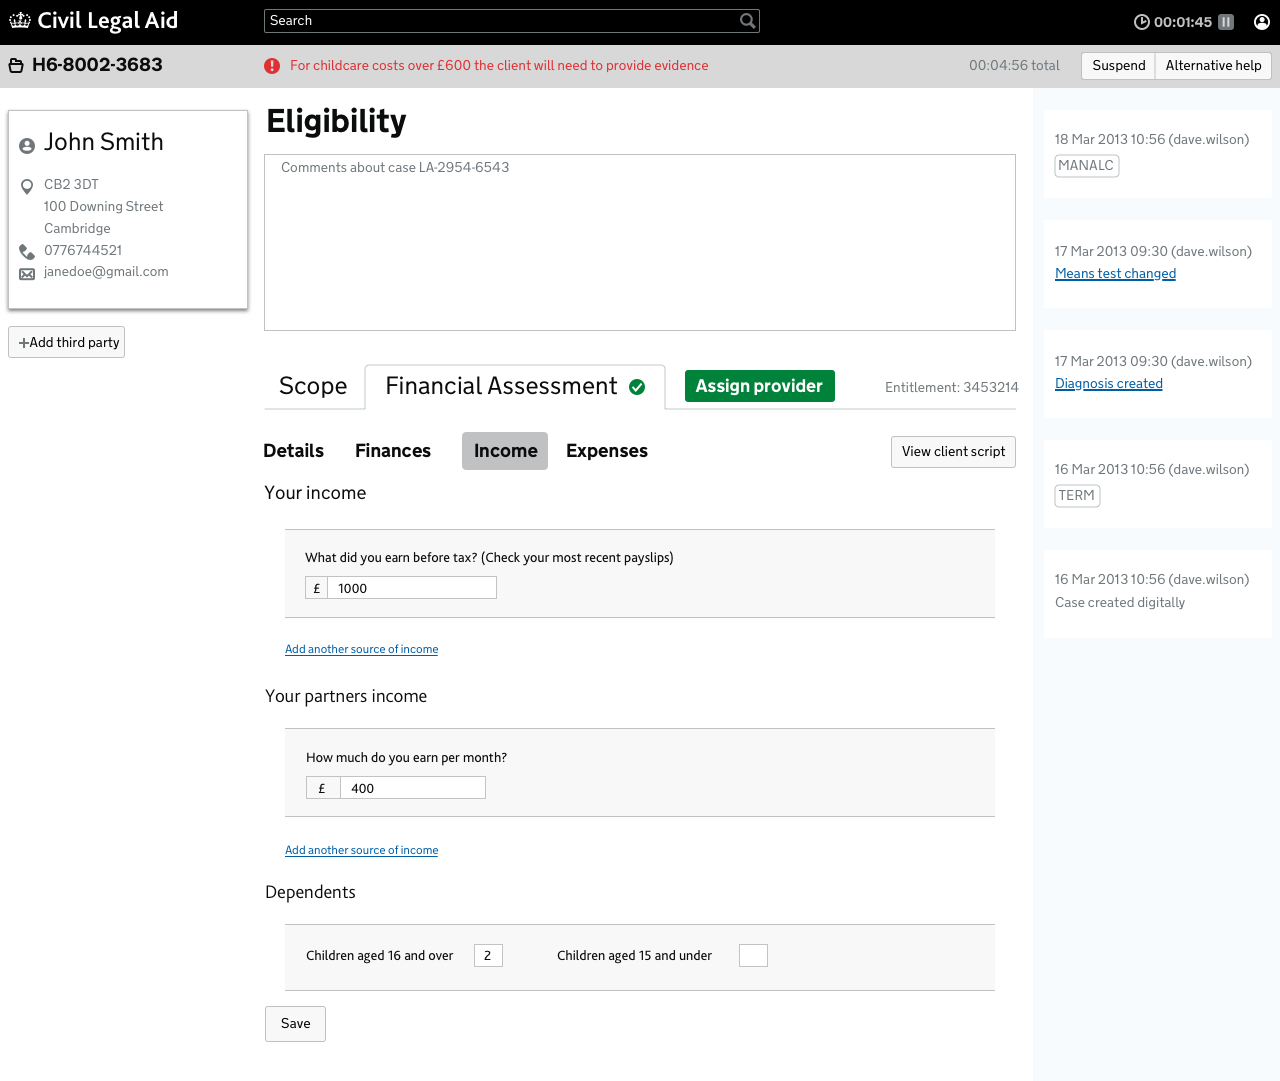 Civil Legal Aid
Search
00:01:45
H6-8002-3683
For childcare costs over £600 the client will need to provide evidence
00:04:56 total
Suspend
Alternative help
John Smith
CB2 3DT
100 Downing Street
Cambridge
0776744521
janedoe@gmail.com
+Add third party
Eligibility
Comments about case LA-2954-6543
Scope
Financial Assessment
Assign provider
Entitlement: 3453214
Details
Finances
Income
Expenses
View client script
Your income
What did you earn before tax? (Check your most recent payslips)
£ 1000
Add another source of income
Your partners income
How much do you earn per month?
£ 400
Add another source of income
Dependents
Children aged 16 and over 2
Children aged 15 and under
Save
18 Mar 2013 10:56 (dave.wilson)
MANALC
17 Mar 2013 09:30 (dave.wilson)
Means test changed
17 Mar 2013 09:30 (dave.wilson)
Diagnosis created
16 Mar 2013 10:56 (dave.wilson)
TERM
16 Mar 2013 10:56 (dave.wilson)
Case created digitally